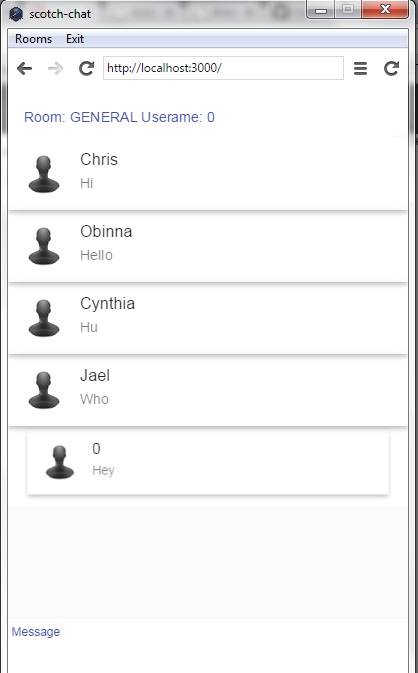 scotch-chat
Rooms Exit
http://localhost:3000/
Room: GENERAL Userame: 0
Chris
Hi
Obinna
Hello
Cynthia
Hu
Jael
Who
0
Hey
Message